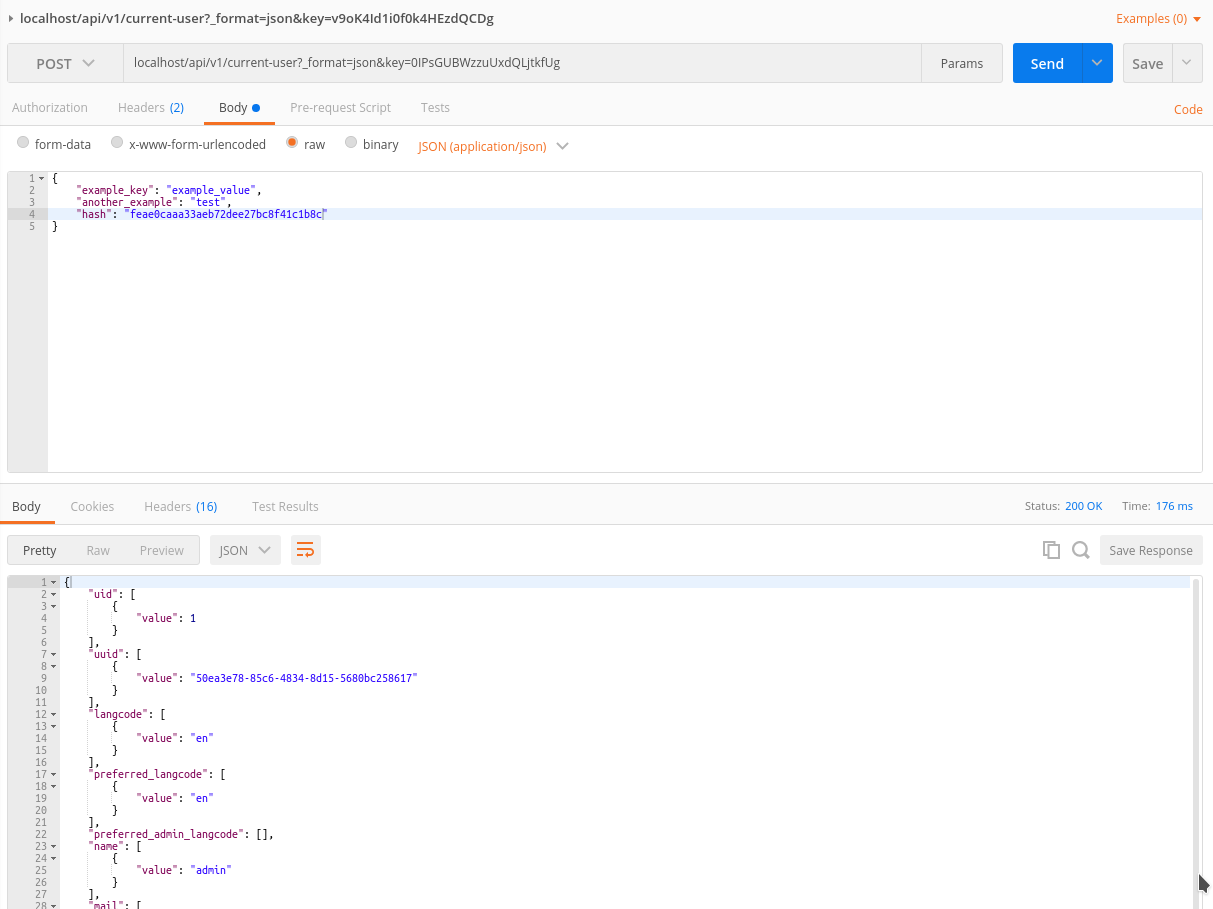 localhost/api/v1/current-user?_format=json&key=v9oK4Id1i0f0k4HEzdQCDg
Examples (0)
POST
localhost/api/v1/current-user?_format=json&key=0IPsGUBWzzuUxdQLjtkfUg
Params
Send
Save
Authorization
Headers (2)
Body
Pre-request Script
Tests
Code
form-data
x-www-form-urlencoded
raw
binary
JSON (application/json)
1 {
2 "example_key": "example_value",
3 "another_example": "test",
4 "hash": "feae0caaa33aeb72dee27bc8f41c1b8c"
5 }
Body
Cookies
Headers (16)
Test Results
Status: 200 OK
Time: 176 ms
Pretty
Raw
Preview
JSON
Save Response
1 {
2 "uid": [
3 {
4 "value": 1
5 }
6 ],
7 "uuid": [
8 {
9 "value": "50ea3e78-85c6-4834-8d15-5680bc258617"
10 }
11 ],
12 "langcode": [
13 {
14 "value": "en"
15 }
16 ],
17 "preferred_langcode": [
18 {
19 "value": "en"
20 }
21 ],
22 "preferred_admin_langcode": [],
23 "name": [
24 {
25 "value": "admin"
26 }
27 ],
28 "mail": [